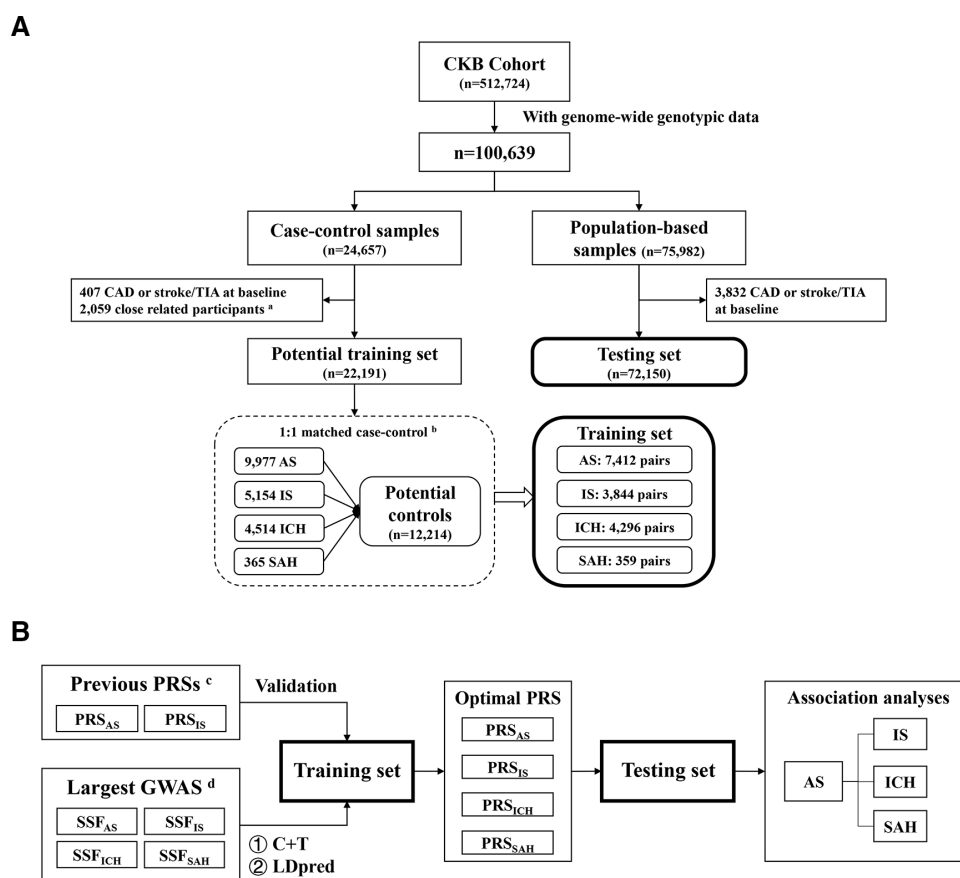 A
CKB Cohort
(n=512,724)
With genome-wide genotypic data
n=100,639
Case-control samples
(n=24,657)
Population-based
samples (n=75,982)
407 CAD or stroke/TIA at baseline
2,059 close related participants a
3,832 CAD or stroke/TIA
at baseline
Potential training set
(n=22,191)
Testing set
(n=72,150)
1:1 matched case-control b
9,977 AS
5,154 IS
4,514 ICH
365 SAH
Potential
controls
(n=12,214)
Training set
AS: 7,412 pairs
IS: 3,844 pairs
ICH: 4,296 pairs
SAH: 359 pairs
B
Previous PRSs c
PRSAS
PRSIS
Validation
Largest GWAS d
SSFAS
SSFIS
SSFICH
SSFSAH
① C+T
② LDpred
Training set
Optimal PRS
PRSAS
PRSIS
PRSICH
PRSSAH
Testing set
Association analyses
AS
IS
ICH
SAH